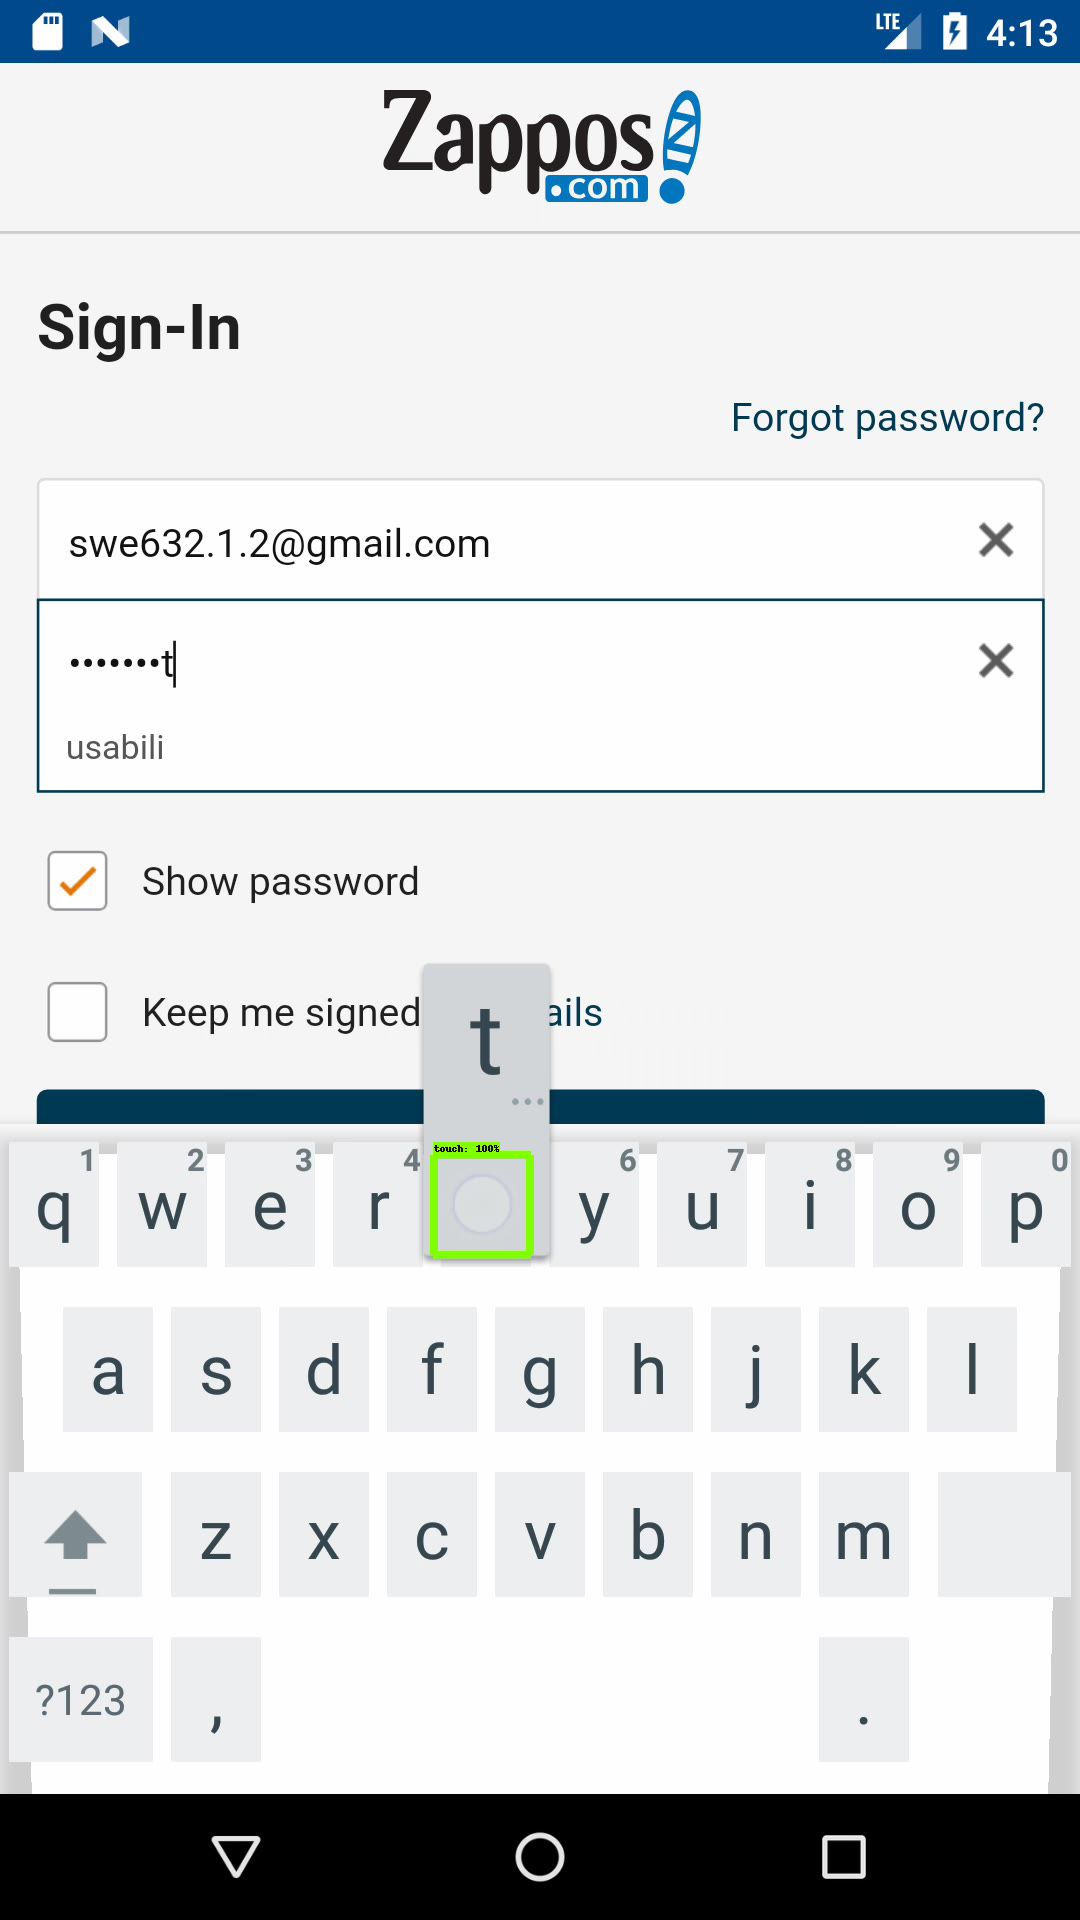 LTE 4:13
Zappos
.com
Sign-In
Forgot password?
swe632.1.2@gmail.com
•••••••t
usabili
Show password
Keep me signed ails
t
...
touch: 100%
1 2 3 4 6 7 8 9 0
q w e r y u i o p
a s d f g h j k l
z x c v b n m
?123 , .